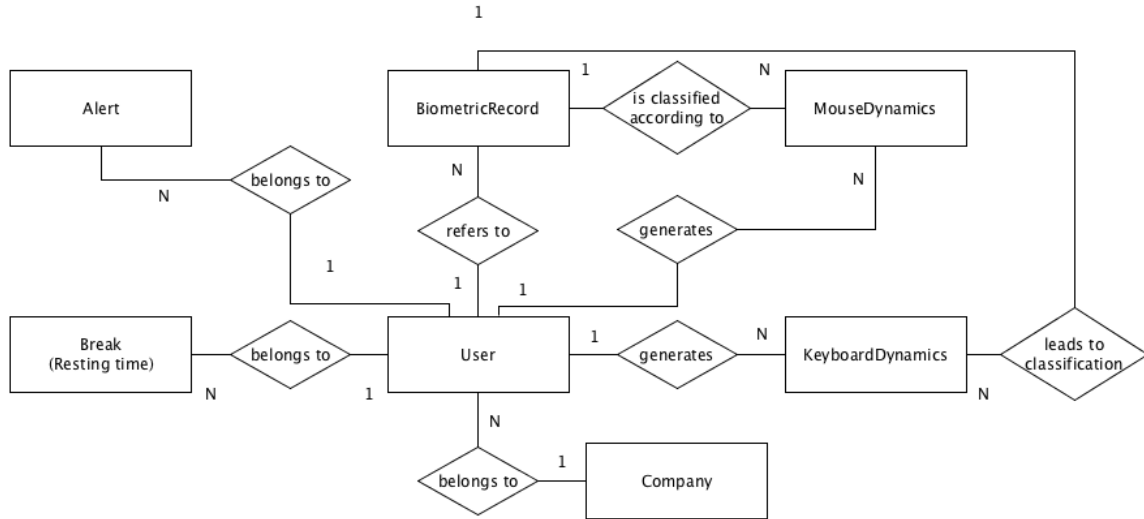 1
Alert
BiometricRecord
1
is classified
according to
N
MouseDynamics
N
belongs to
N
refers to
generates
N
1
1
1
Break
(Resting time)
N
belongs to
1
User
1
generates
N
KeyboardDynamics
N
leads to
classification
N
belongs to
1
Company